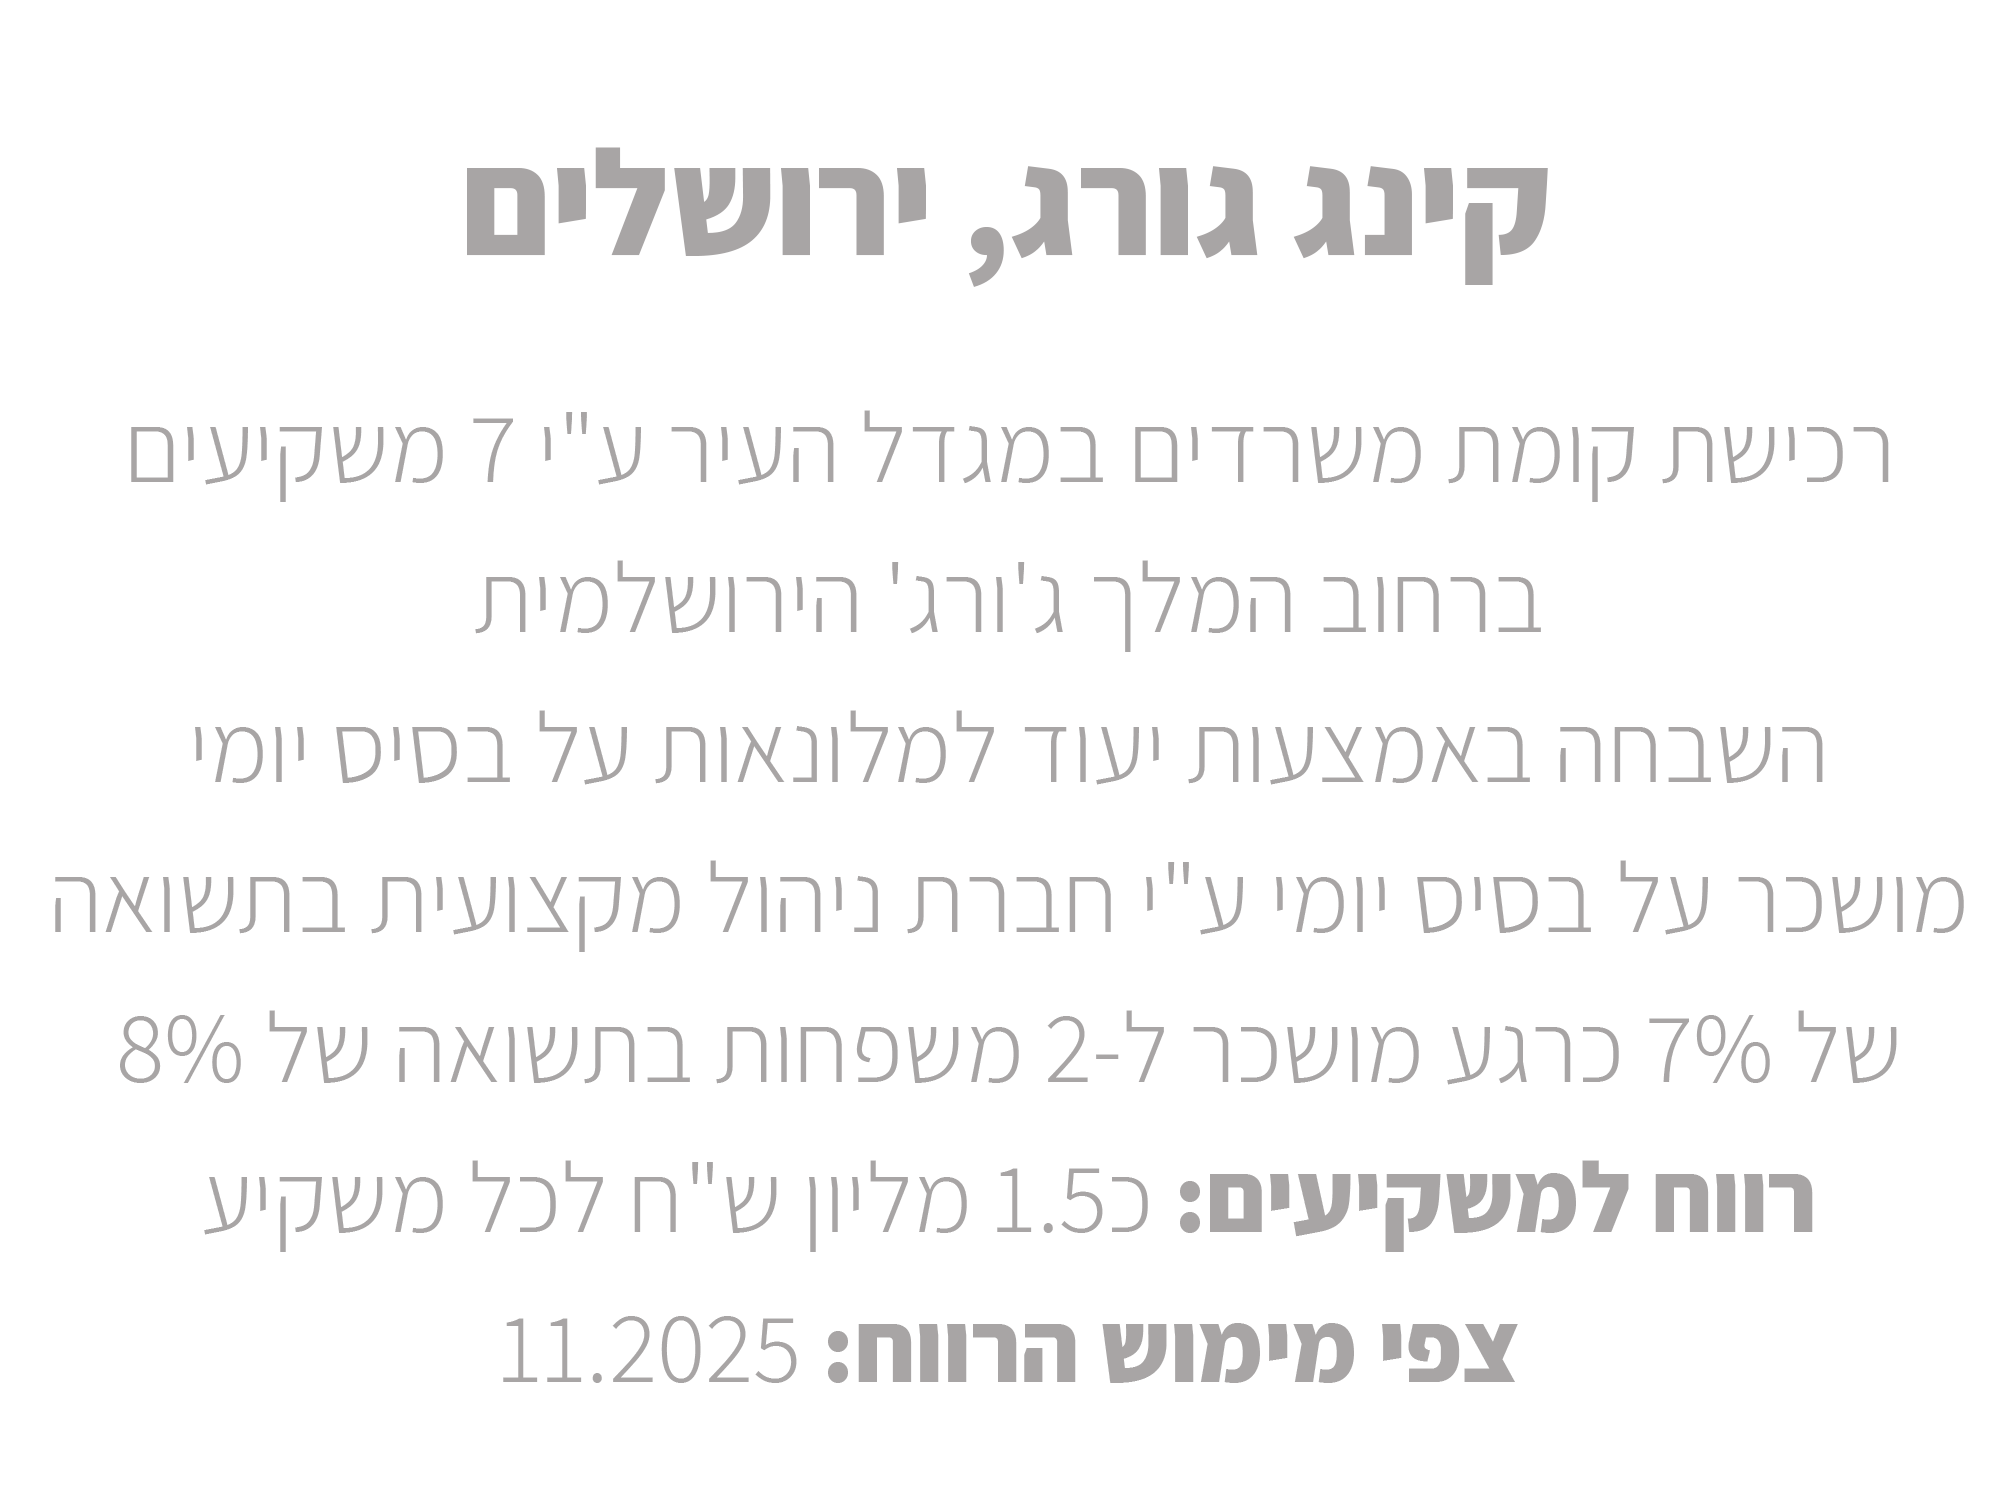 קינג גורג, ירושלים
רכישת קומת משרדים במגדל העיר ע"י 7 משקיעים
ברחוב המלך ג'ורג' הירושלמית
השבחה באמצעות יעוד למלונאות על בסיס יומי
מושכר על בסיס יומי ע"י חברת ניהול מקצועית בתשואה
של 7% כרגע מושכר ל-2 משפחות בתשואה של 8%
רווח למשקיעים: כ1.5 מליון ש"ח לכל משקיע
צפי מימוש הרווח: 11.2025